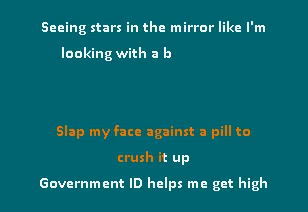 Seeing stars in the mirror like I'm
looking with a b
Slap my face against a pill to
crush it up
Government ID helps me get high